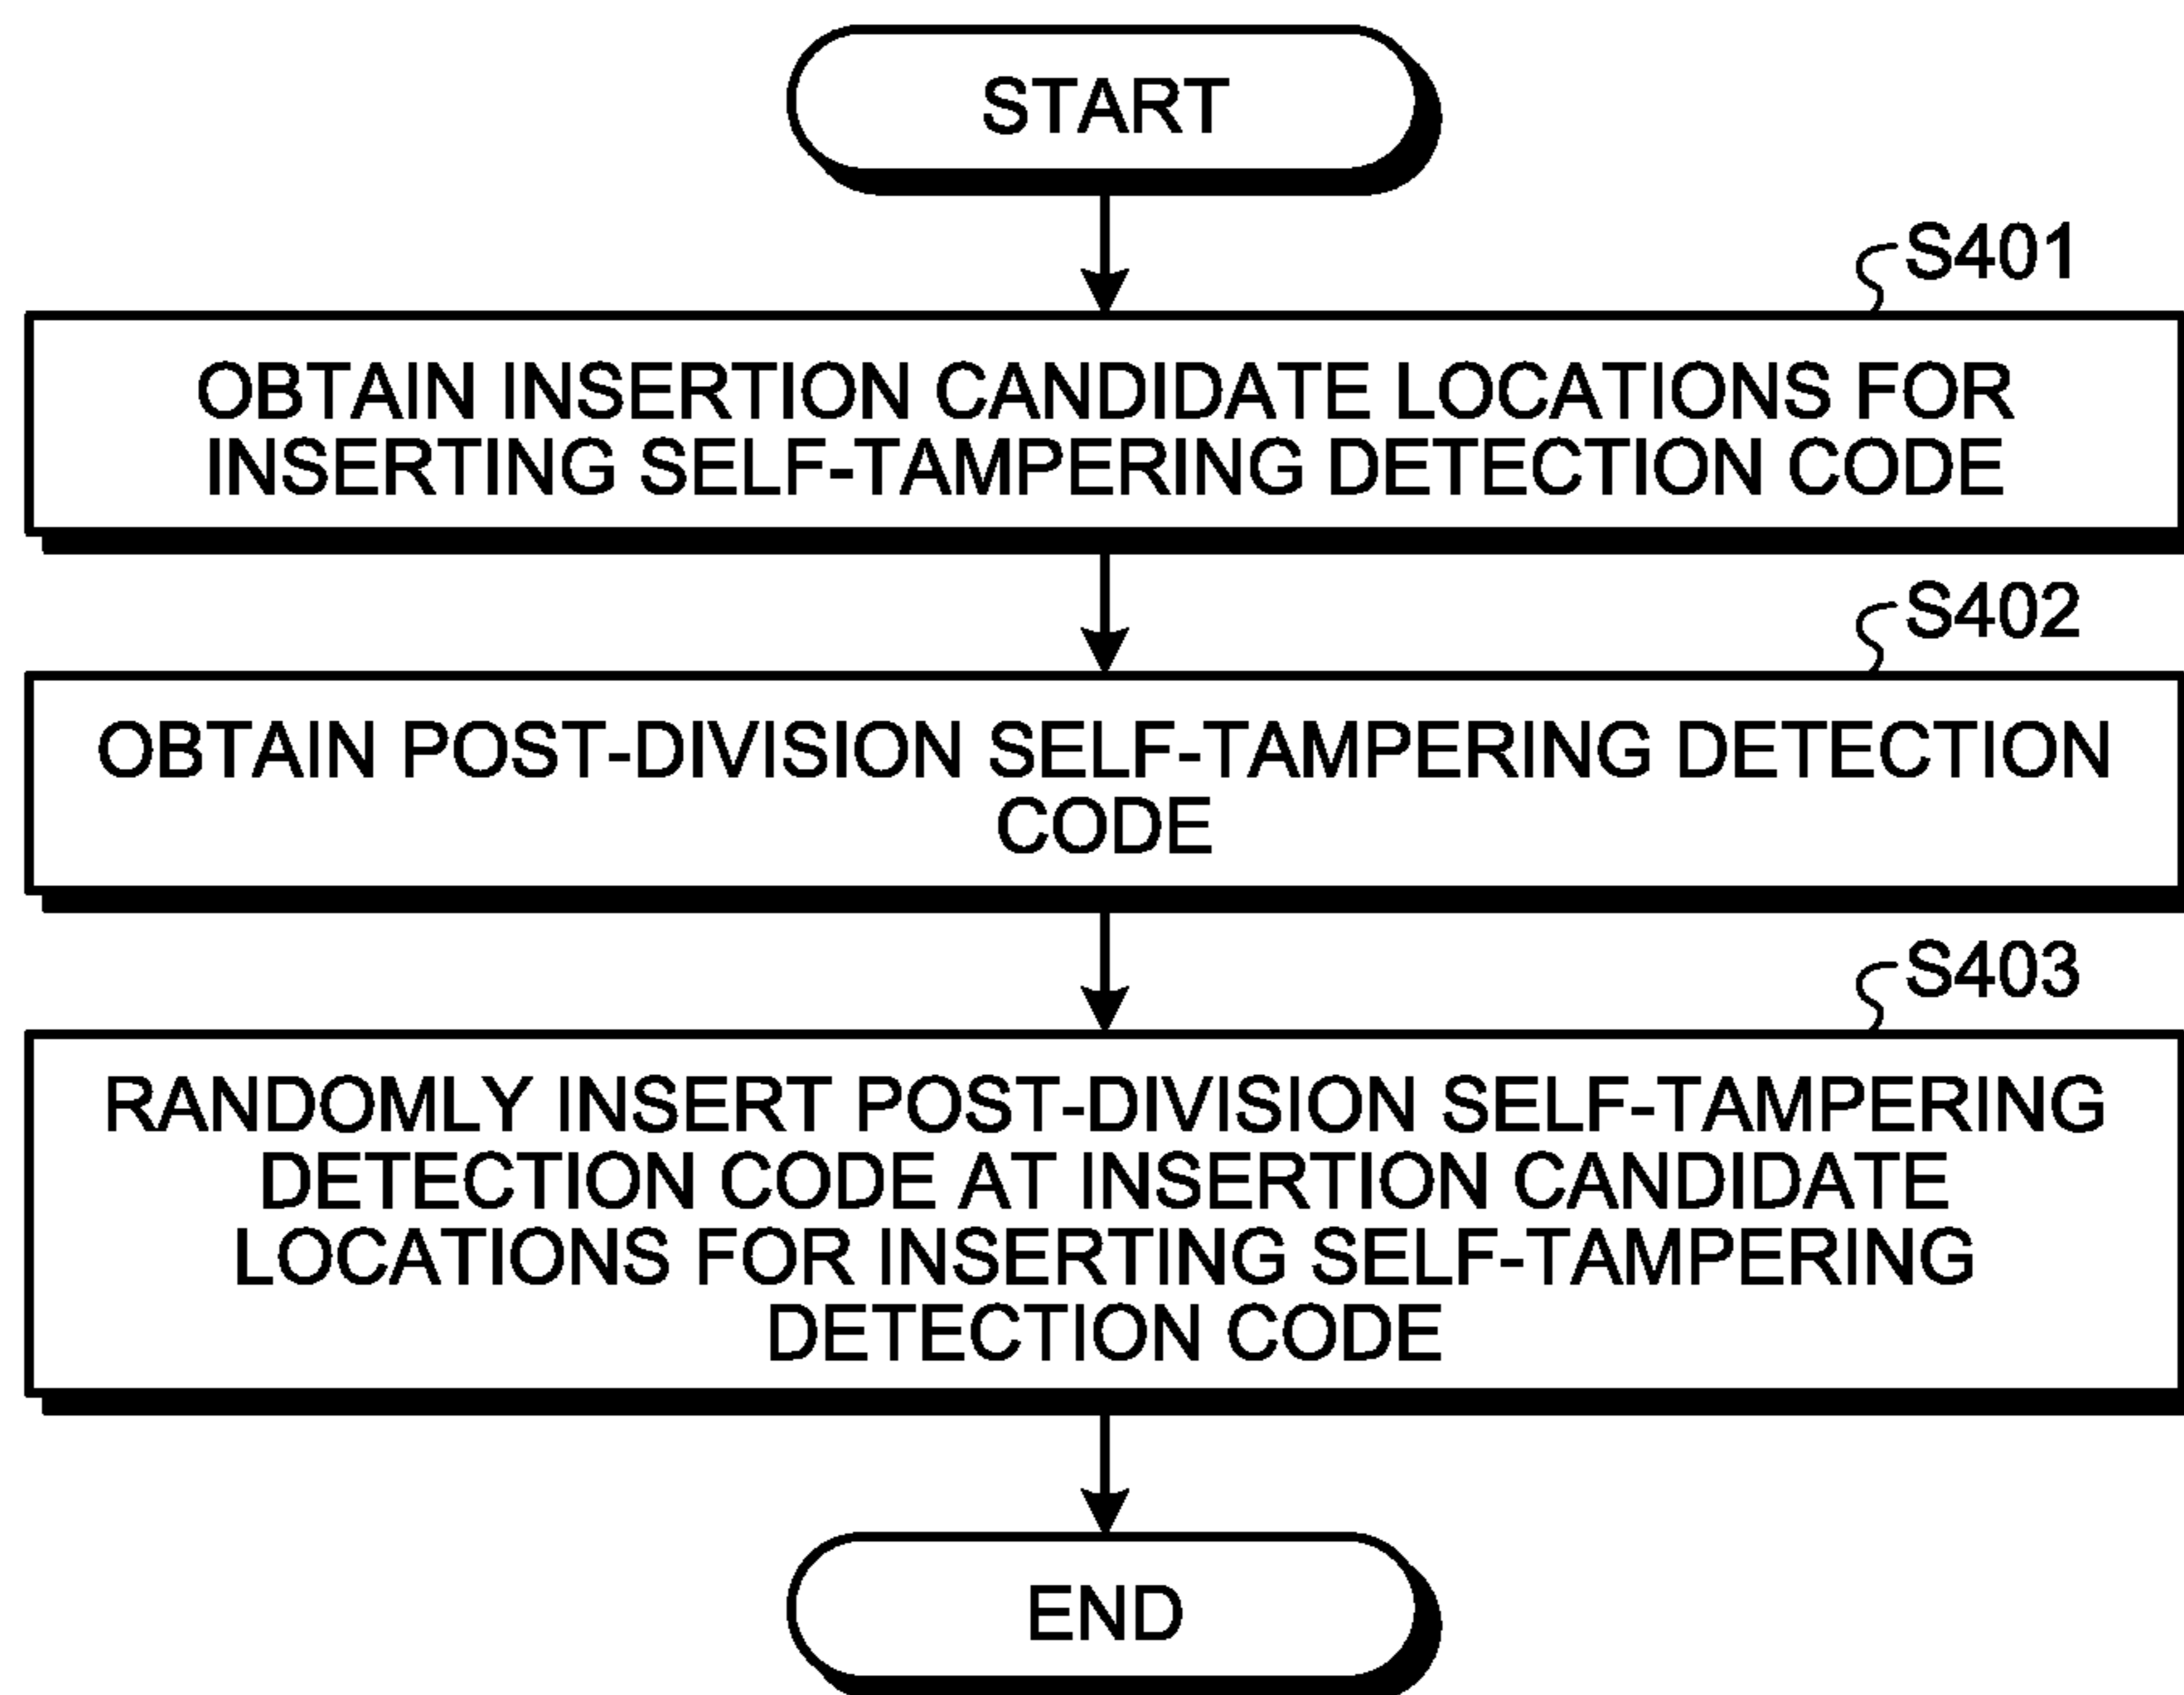 START
S401
OBTAIN INSERTION CANDIDATE LOCATIONS FOR
INSERTING SELF-TAMPERING DETECTION CODE
S402
OBTAIN POST-DIVISION SELF-TAMPERING DETECTION
CODE
S403
RANDOMLY INSERT POST-DIVISION SELF-TAMPERING
DETECTION CODE AT INSERTION CANDIDATE
LOCATIONS FOR INSERTING SELF-TAMPERING
DETECTION CODE
END